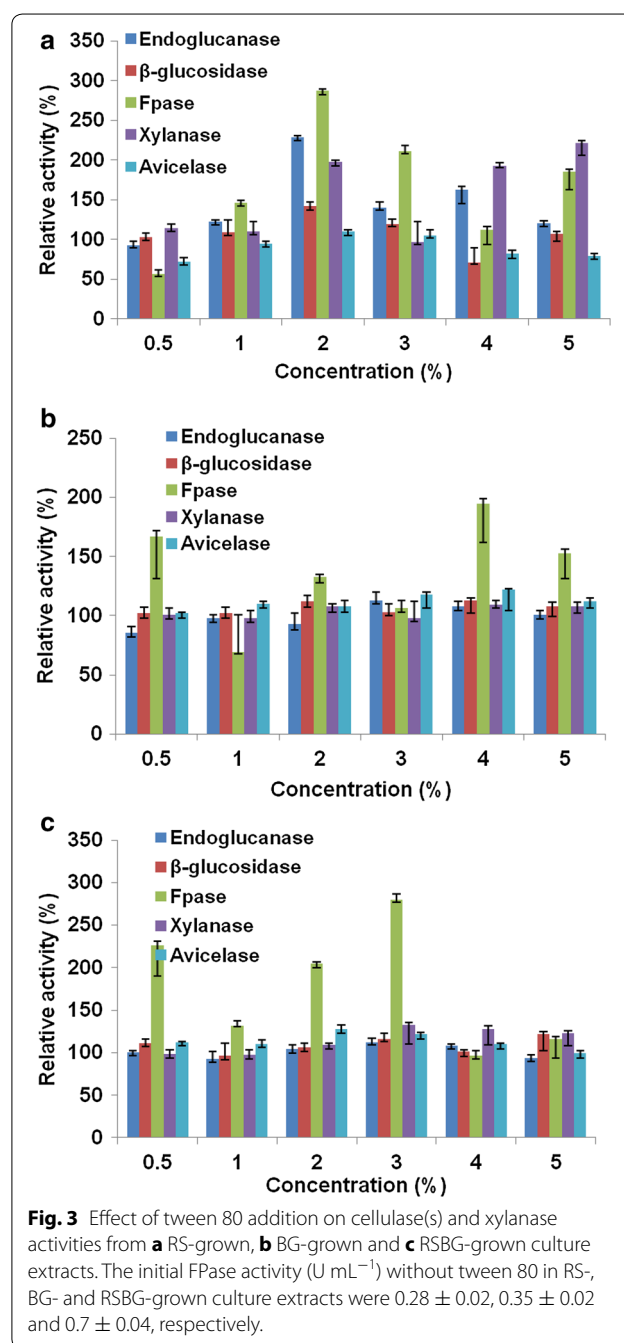 a
350
300
250
200
150
100
50
0
Relative activity (%)
Endoglucanase
β-glucosidase
Fpase
Xylanase
Avicelase
0.5 1 2 3 4 5
Concentration (%)
b
250
200
150
100
50
0
Relative activity (%)
Endoglucanase
β-glucosidase
Fpase
Xylanase
Avicelase
0.5 1 2 3 4 5
Concentration (%)
c
350
300
250
200
150
100
50
0
Relative activity (%)
Endoglucanase
β-glucosidase
Fpase
Xylanase
Avicelase
0.5 1 2 3 4 5
Concentration (%)
Fig. 3 Effect of tween 80 addition on cellulase(s) and xylanase
activities from a RS-grown, b BG-grown and c RSBG-grown culture
extracts. The initial FPase activity (U mL⁻¹) without tween 80 in RS-,
BG- and RSBG-grown culture extracts were 0.28 ± 0.02, 0.35 ± 0.02
and 0.7 ± 0.04, respectively.